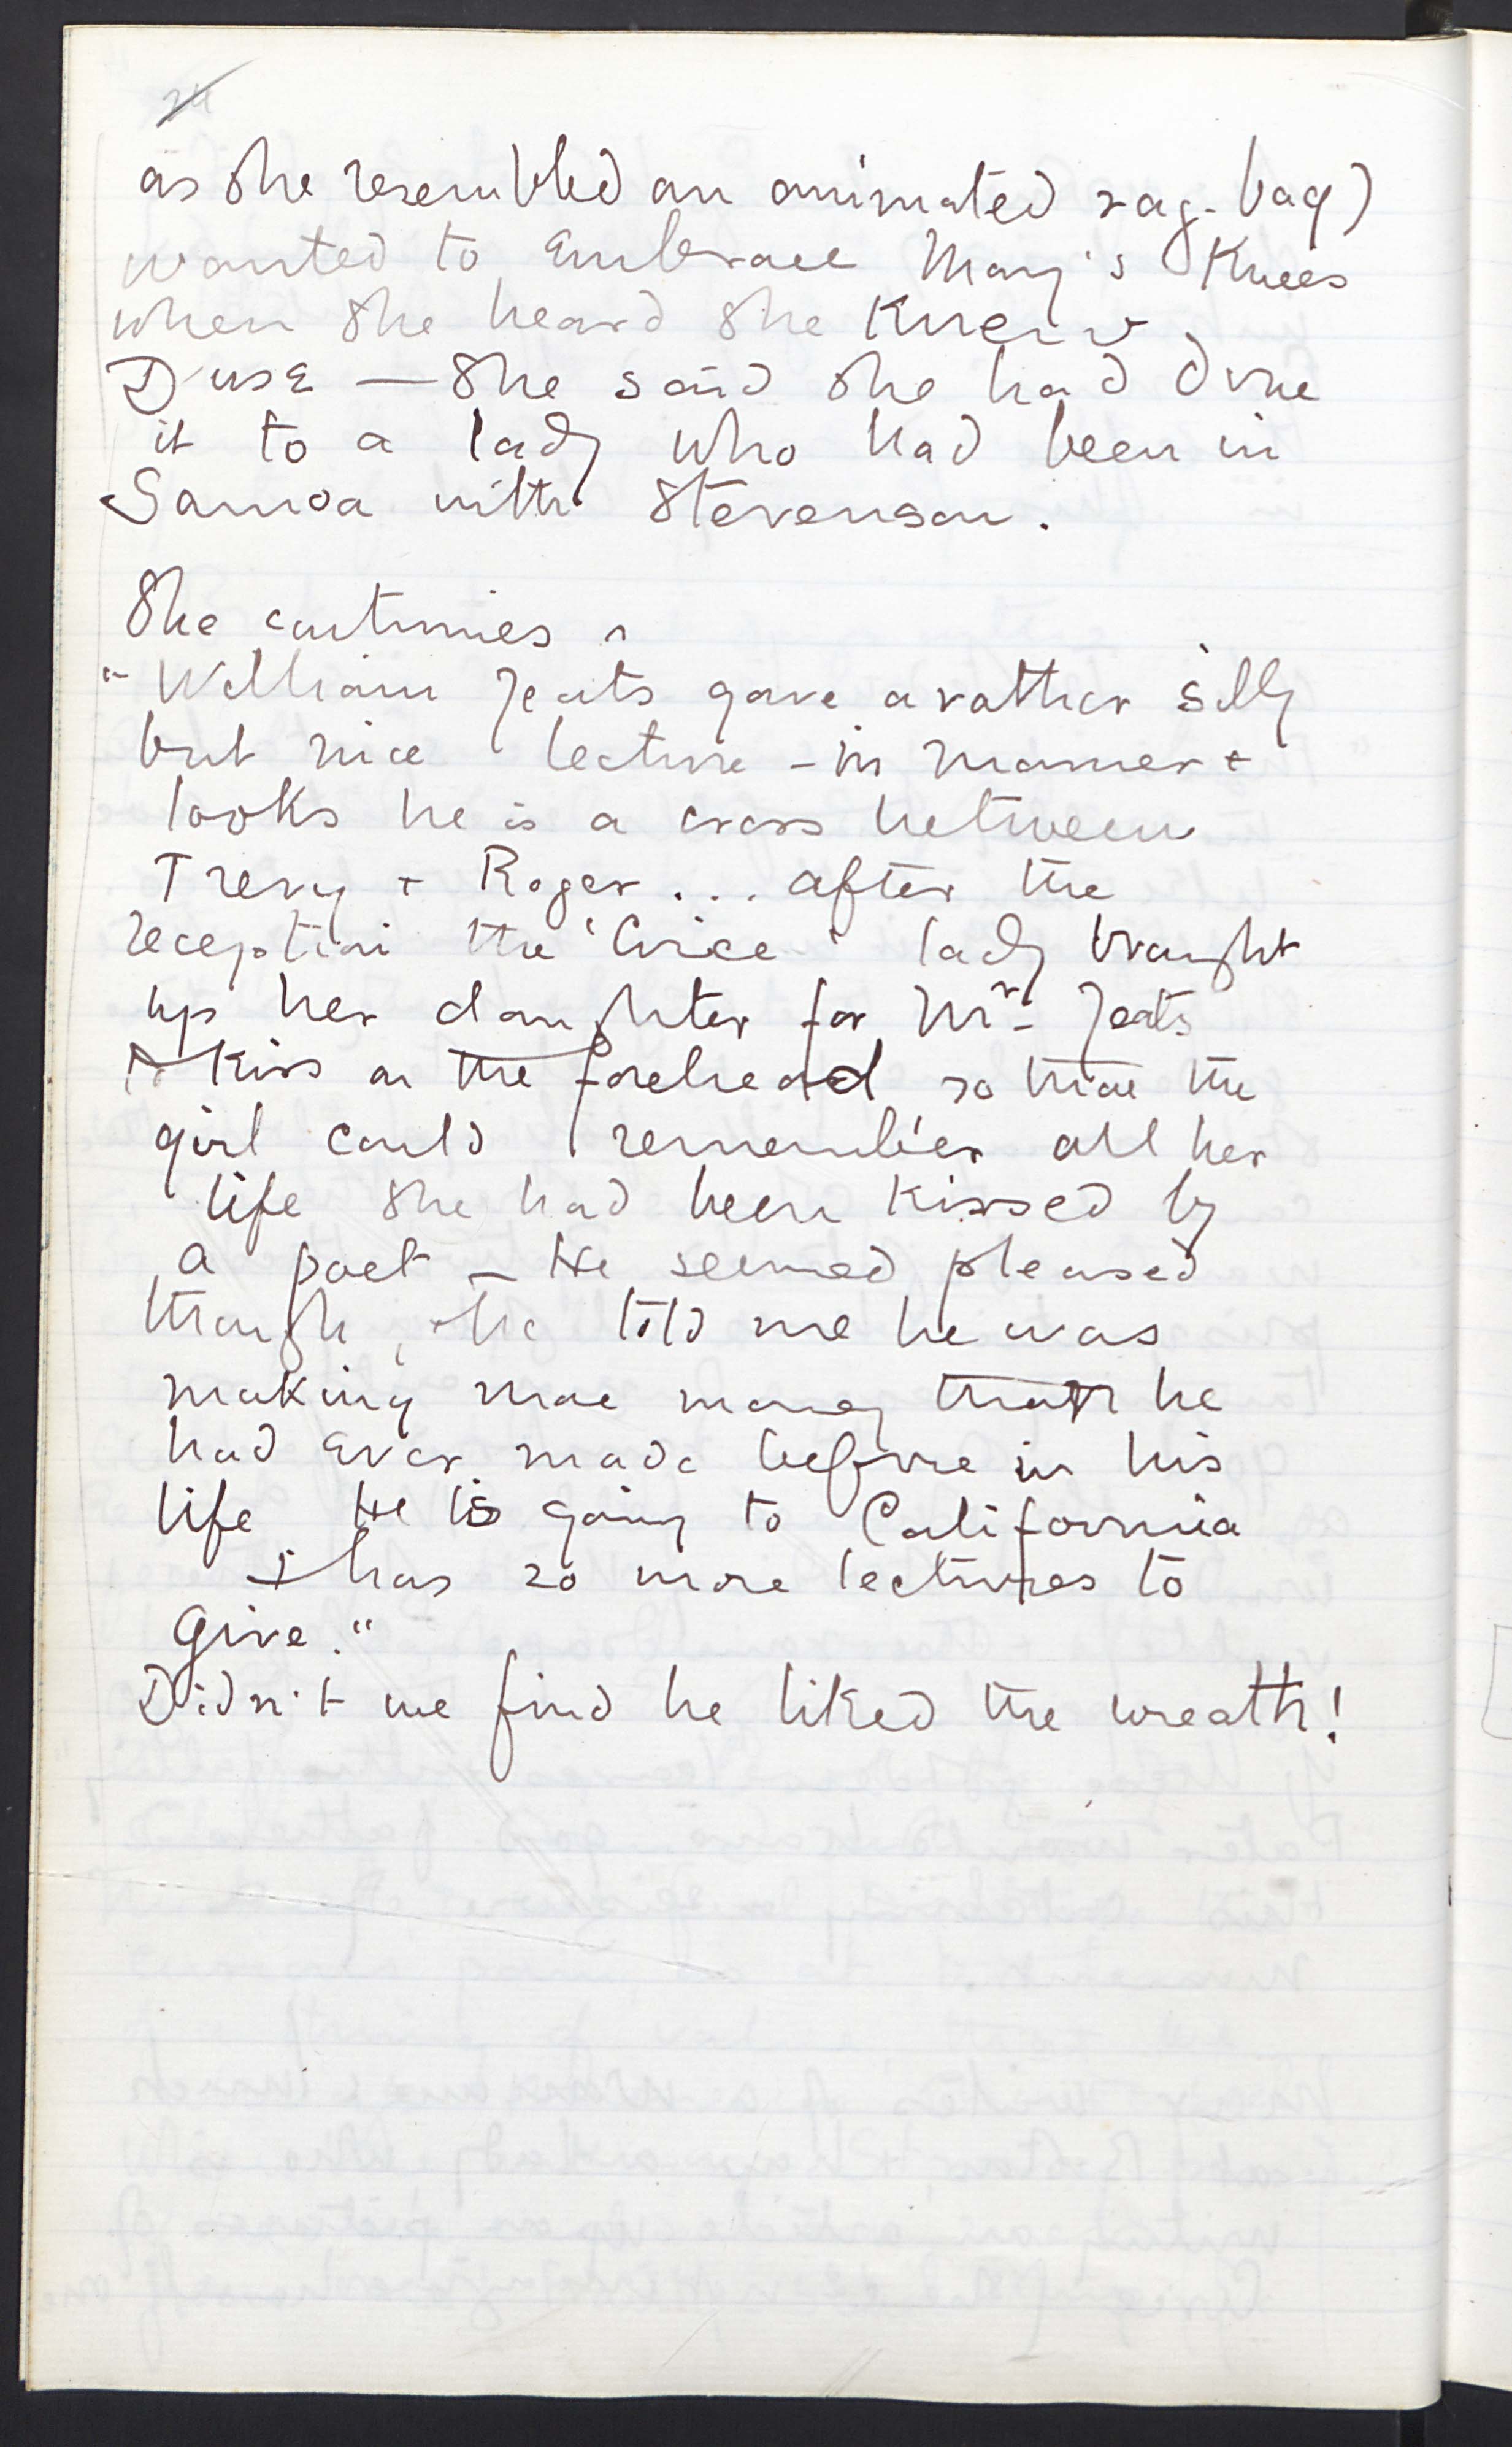 24
as she resembled an animated rag-bag)
wanted to embrace Mary's Knees
when she heard she Knew
Duse — She said she had done
it to a lady who had been in
Samoa with Stevenson.
She continues
"William Yeats gave a rather silly
but nice lecture – in manner +
looks he is a cross between
Trevy + Roger ... after the
reception the lady brought
up her daughter for Mr Yeats
to kiss on the forehead so that the
girl could remember all her
life she had been kissed by
a poet – He seemed pleased
though, + he told me he was
making more money than he
had ever made before in his
life He is going to California
+ has 20 more lectures to
give."
Didn't we find he liked the wreath!